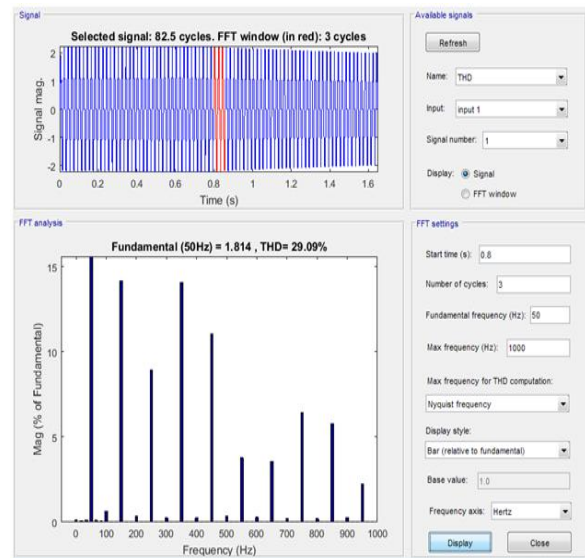 Signal
Selected signal: 82.5 cycles. FFT window (in red): 3 cycles
2
1
0
-1
-2
Signal mag.
0 0.2 0.4 0.6 0.8 1 1.2 1.4 1.6
Time (s)
Available signals
Refresh
Name: THD
Input: input 1
Signal number: 1
Display: Signal
FFT window
FFT analysis
Fundamental (50Hz) = 1.814 , THD= 29.09%
15
10
5
0
Mag (% of Fundamental)
0 100 200 300 400 500 600 700 800 900 1000
Frequency (Hz)
FFT settings
Start time (s): 0.8
Number of cycles: 3
Fundamental frequency (Hz): 50
Max frequency (Hz): 1000
Max frequency for THD computation:
Nyquist frequency
Display style:
Bar (relative to fundamental)
Base value: 1.0
Frequency axis: Hertz
Display Close